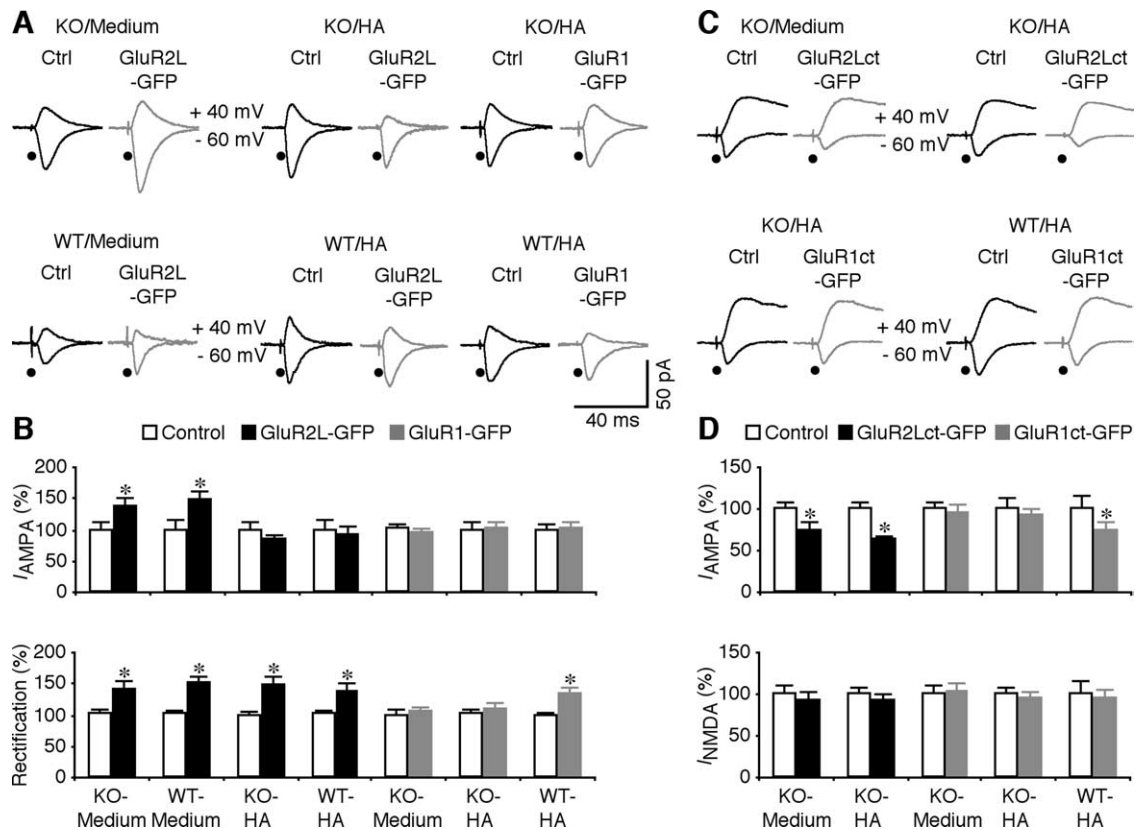 A
KO/Medium KO/HA KO/HA
Ctrl GluR2L Ctrl GluR2L Ctrl GluR1
-GFP -GFP -GFP
+ 40 mV
- 60 mV
WT/Medium WT/HA WT/HA
Ctrl GluR2L Ctrl GluR2L Ctrl GluR1
-GFP -GFP -GFP
+ 40 mV
- 60 mV
50 pA
40 ms
C
KO/Medium KO/HA
Ctrl GluR2Lct Ctrl GluR2Lct
-GFP -GFP
+ 40 mV
- 60 mV
KO/HA WT/HA
Ctrl GluR1ct Ctrl GluR1ct
-GFP -GFP
+ 40 mV
- 60 mV
B
Control GluR2L-GFP GluR1-GFP
IAMPA (%)
200
150
100
50
0
* *
Rectification (%)
200
150
100
50
0
* * * * *
KO- WT- KO- WT- KO- KO- WT-
Medium Medium HA HA Medium HA HA
D
Control GluR2Lct-GFP GluR1ct-GFP
IAMPA (%)
150
100
50
0
* * *
INMDA (%)
150
100
50
0
KO- KO- KO- KO- WT-
Medium HA Medium HA HA